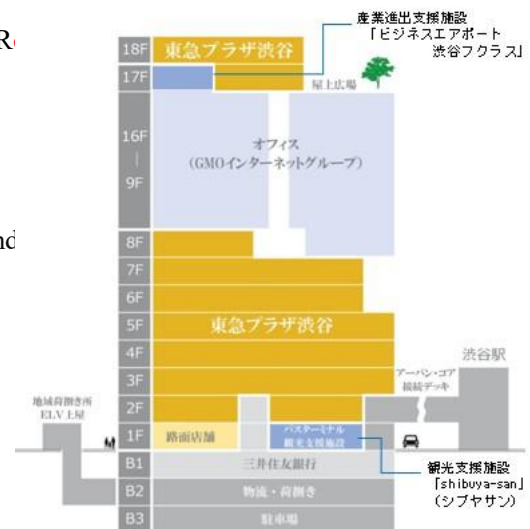 産業進出支援施設
「ビジネスエアポート
渋谷フクラス」
R
18F 東急プラザ渋谷
17F
屋上広場
16F
|
9F
オフィス
(GMOインターネットグループ)
nd
8F
7F
6F
5F 東急プラザ渋谷
4F
3F
渋谷駅
アーバン・コア
接続デッキ
2F
地域荷捌き所
ELV上屋
1F 路面店舗
バスターミナル
観光支援施設
B1 三井住友銀行
B2 物流・荷捌き
B3 駐車場
観光支援施設
「shibuya-san」
(シブヤサン)